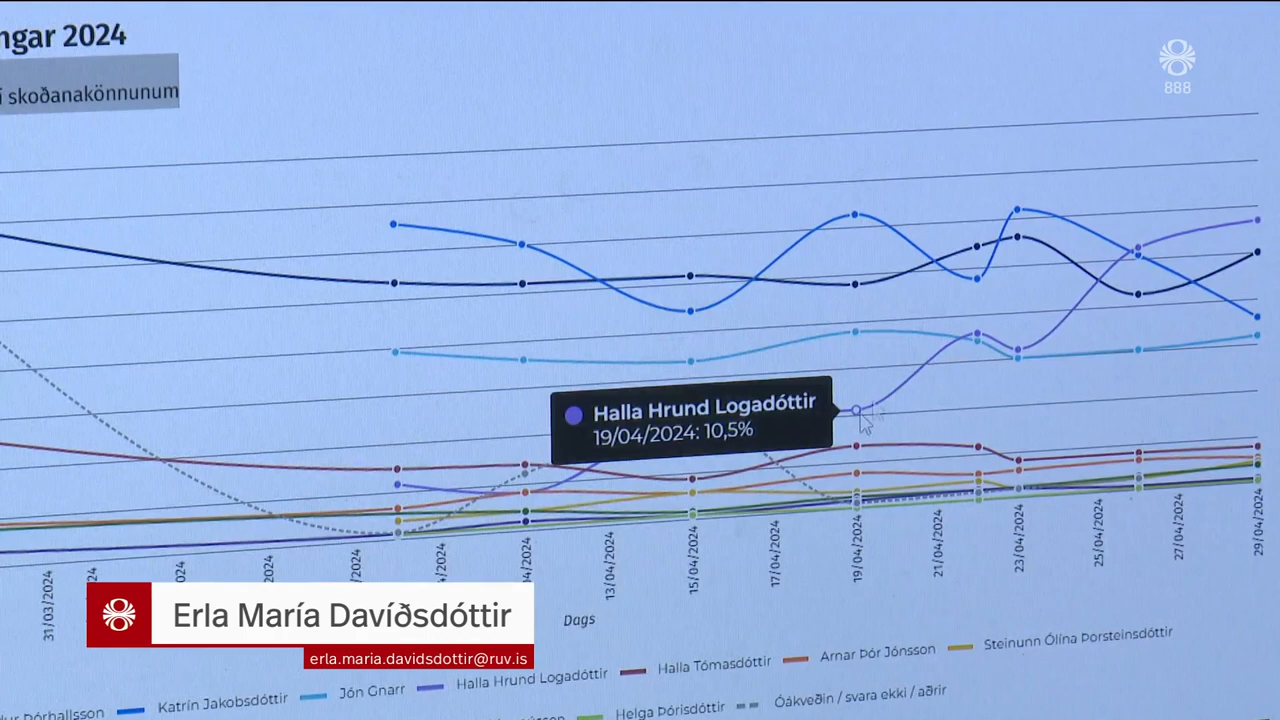 ngar 2024
í skoðanakönnunum
888
Halla Hrund Logadóttir
19/04/2024: 10,5%
31/03/2024
13/04/2024
15/04/2024
17/04/2024
19/04/2024
21/04/2024
23/04/2024
25/04/2024
27/04/2024
29/04/2024
Dags
Erla María Davíðsdóttir
erla.maria.davidsdottir@ruv.is
Þórhallsson
Katrín Jakobsdóttir
Jón Gnarr
Halla Hrund Logadóttir
Halla Tómasdóttir
Arnar Þór Jónsson
Steinunn Ólína Þorsteinsdóttir
Helga Þórisdóttir
Óákveðin / svara ekki / aðrir